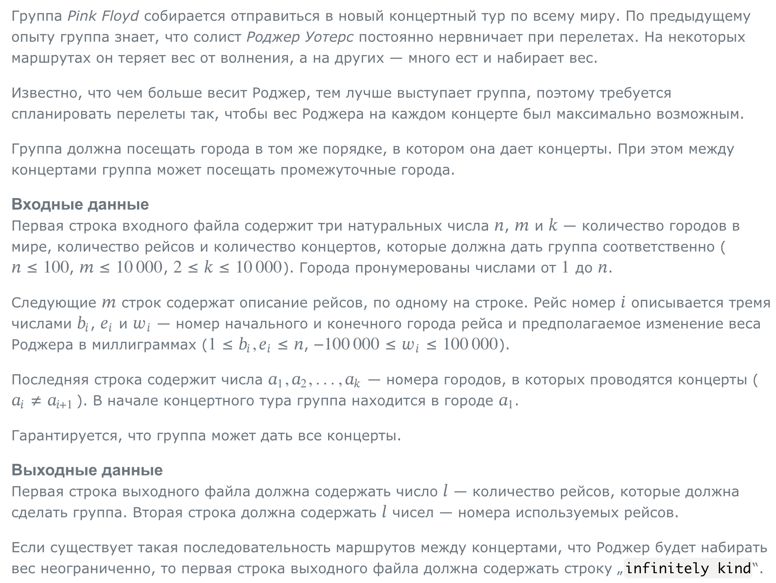 Группа Pink Floyd собирается отправиться в новый концертный тур по всему миру. По предыдущему
опыту группа знает, что солист Роджер Уотерс постоянно нервничает при перелетах. На некоторых
маршрутах он теряет вес от волнения, а на других — много ест и набирает вес.
Известно, что чем больше весит Роджер, тем лучше выступает группа, поэтому требуется
спланировать перелеты так, чтобы вес Роджера на каждом концерте был максимально возможным.
Группа должна посещать города в том же порядке, в котором она дает концерты. При этом между
концертами группа может посещать промежуточные города.
Входные данные
Первая строка входного файла содержит три натуральных числа n, m и k — количество городов в
мире, количество рейсов и количество концертов, которые должна дать группа соответственно (
n ≤ 100, m ≤ 10 000, 2 ≤ k ≤ 10 000). Города пронумерованы числами от 1 до n.
Следующие m строк содержат описание рейсов, по одному на строке. Рейс номер i описывается тремя
числами b_i, e_i и w_i — номер начального и конечного города рейса и предполагаемое изменение веса
Роджера в миллиграммах (1 ≤ b_i, e_i ≤ n, −100 000 ≤ w_i ≤ 100 000).
Последняя строка содержит числа a_1, a_2, . . . , a_k — номера городов, в которых проводятся концерты (
a_i ≠ a_{i+1} ). В начале концертного тура группа находится в городе a_1.
Гарантируется, что группа может дать все концерты.
Выходные данные
Первая строка выходного файла должна содержать число l — количество рейсов, которые должна
сделать группа. Вторая строка должна содержать l чисел — номера используемых рейсов.
Если существует такая последовательность маршрутов между концертами, что Роджер будет набирать
вес неограниченно, то первая строка выходного файла должна содержать строку „infinitely kind“.